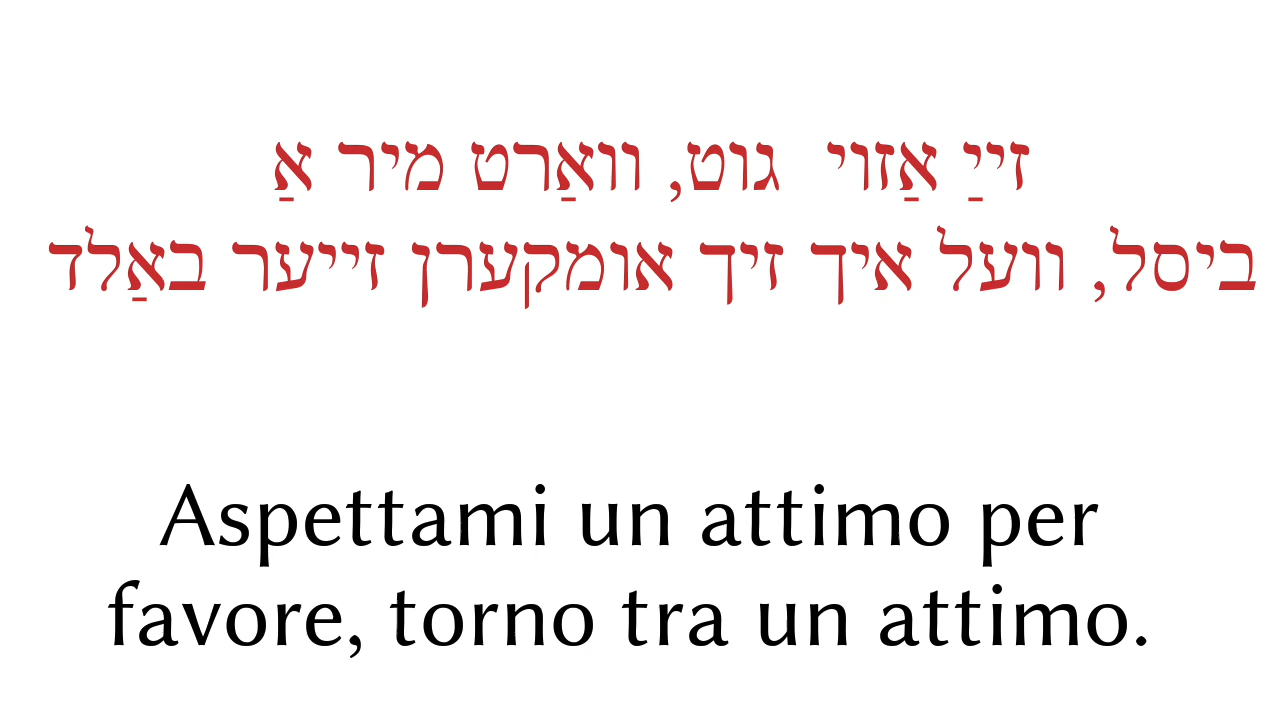 זייַ אַזוי  גוט, וואַרט מיר אַ
ביסל, וועל איך זיך אומקערן זייער באַלד
Aspettami un attimo per
favore, torno tra un attimo.